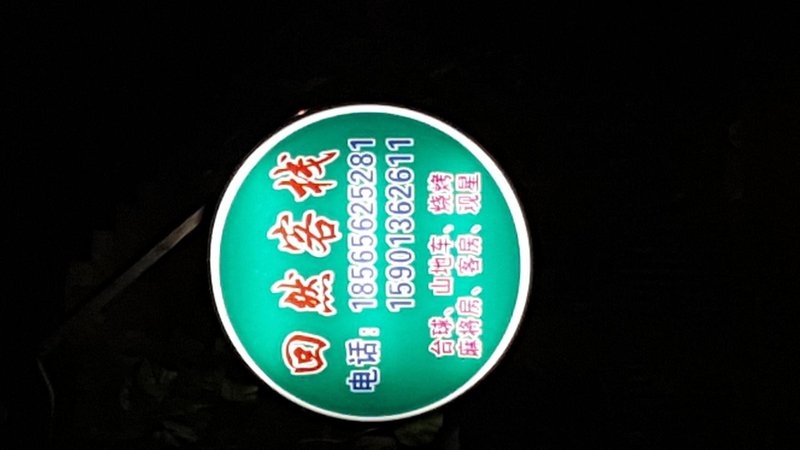 回然客栈
电话：18565625281
15901362611
台球、山地车、烧烤
麻将房、客房、观星